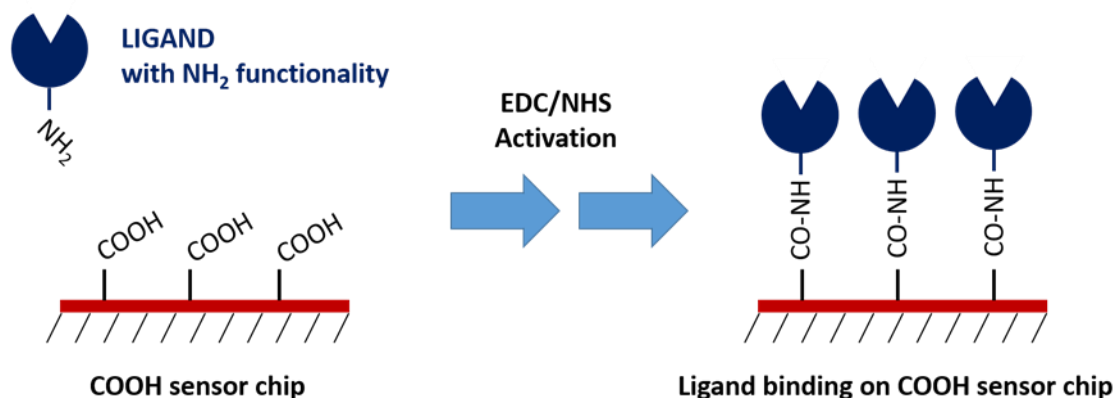 LIGAND
with NH₂ functionality
NH₂
EDC/NHS
Activation
COOH
COOH
COOH
CO-NH
CO-NH
CO-NH
COOH sensor chip
Ligand binding on COOH sensor chip